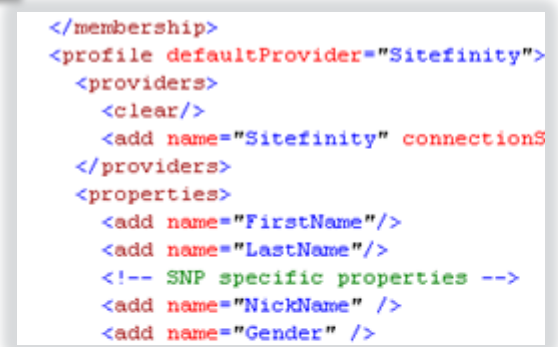 </membership>
<profile defaultProvider="Sitefinity">
<providers>
<clear/>
<add name="Sitefinity" connectionS
</providers>
<properties>
<add name="FirstName"/>
<add name="LastName"/>
<!-- SNP specific properties -->
<add name="NickName" />
<add name="Gender" />